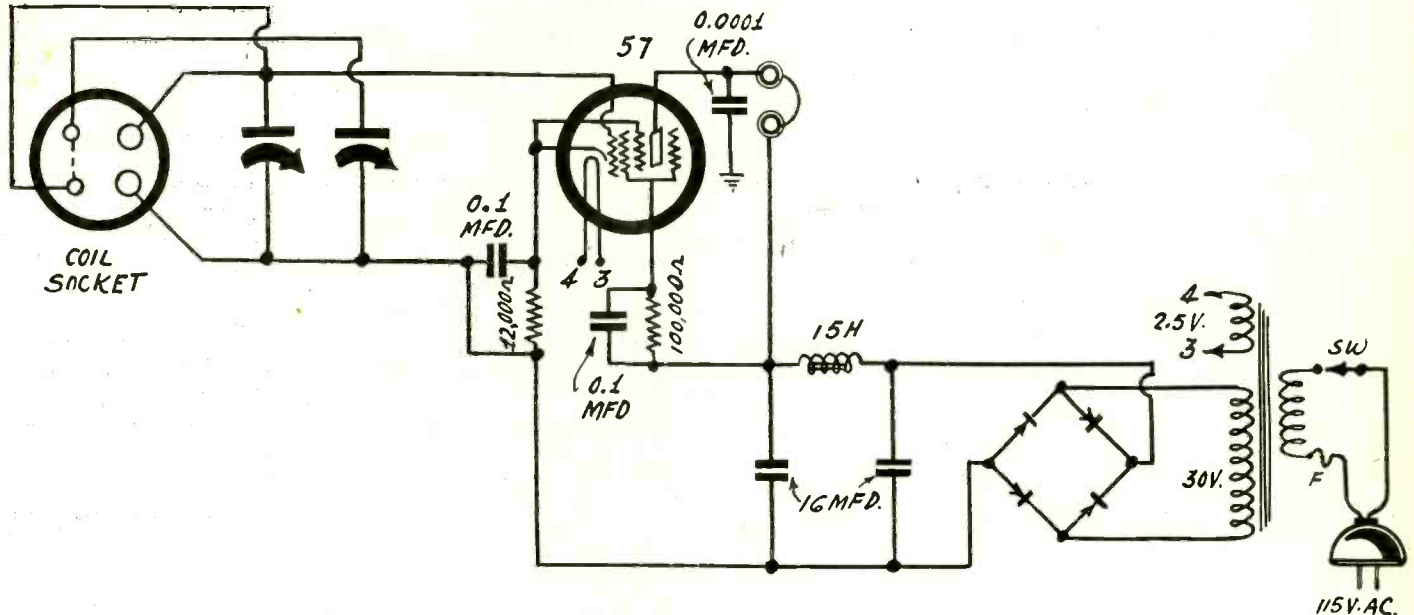 0.0001
MFD.
57
0.1
MFD.
COIL
SOCKET
4 3
42,000Ω
100,000Ω
0.1
MFD
15H
16MFD.
4
2.5V.
3
30V.
SW
F
115V.AC.